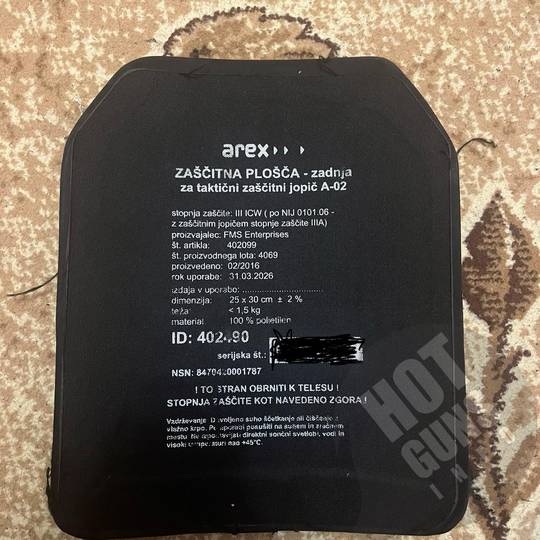 arex
ZAŠČITNA PLOŠČA - zadnja
za taktični zaščitni jopič A-02
stopnja zaščite: III ICW ( po NIJ 0101.06 -
z zaščitnim jopičem stopnje zaščite IIIA)
proizvajalec: FMS Enterprises
št. artikla: 402099
št. proizvodnega lota: 4069
proizvedeno: 02/2016
rok uporabe: 31.03.2026
izdaja v uporabo: ........................
dimenzija: 25 x 30 cm ± 2 %
teža: < 1,5 kg
material: 100 % polietilen
ID:
serijska št.:
NSN: 8470420001787
! TO STRAN OBRNITI K TELESU !
STOPNJA ZAŠČITE KOT NAVEDENO ZGORAJ
Vzdrževanje: Dovoljeno suho ščetkanje ali čiščenje z
vlažno krpo. Po uporabi posušiti na suhem in zračnem
mestu. Ne izpostavljati direktni sončni svetlobi, vodi in
visoki temperaturi nad +45°C.
HOT
GUNS
IN